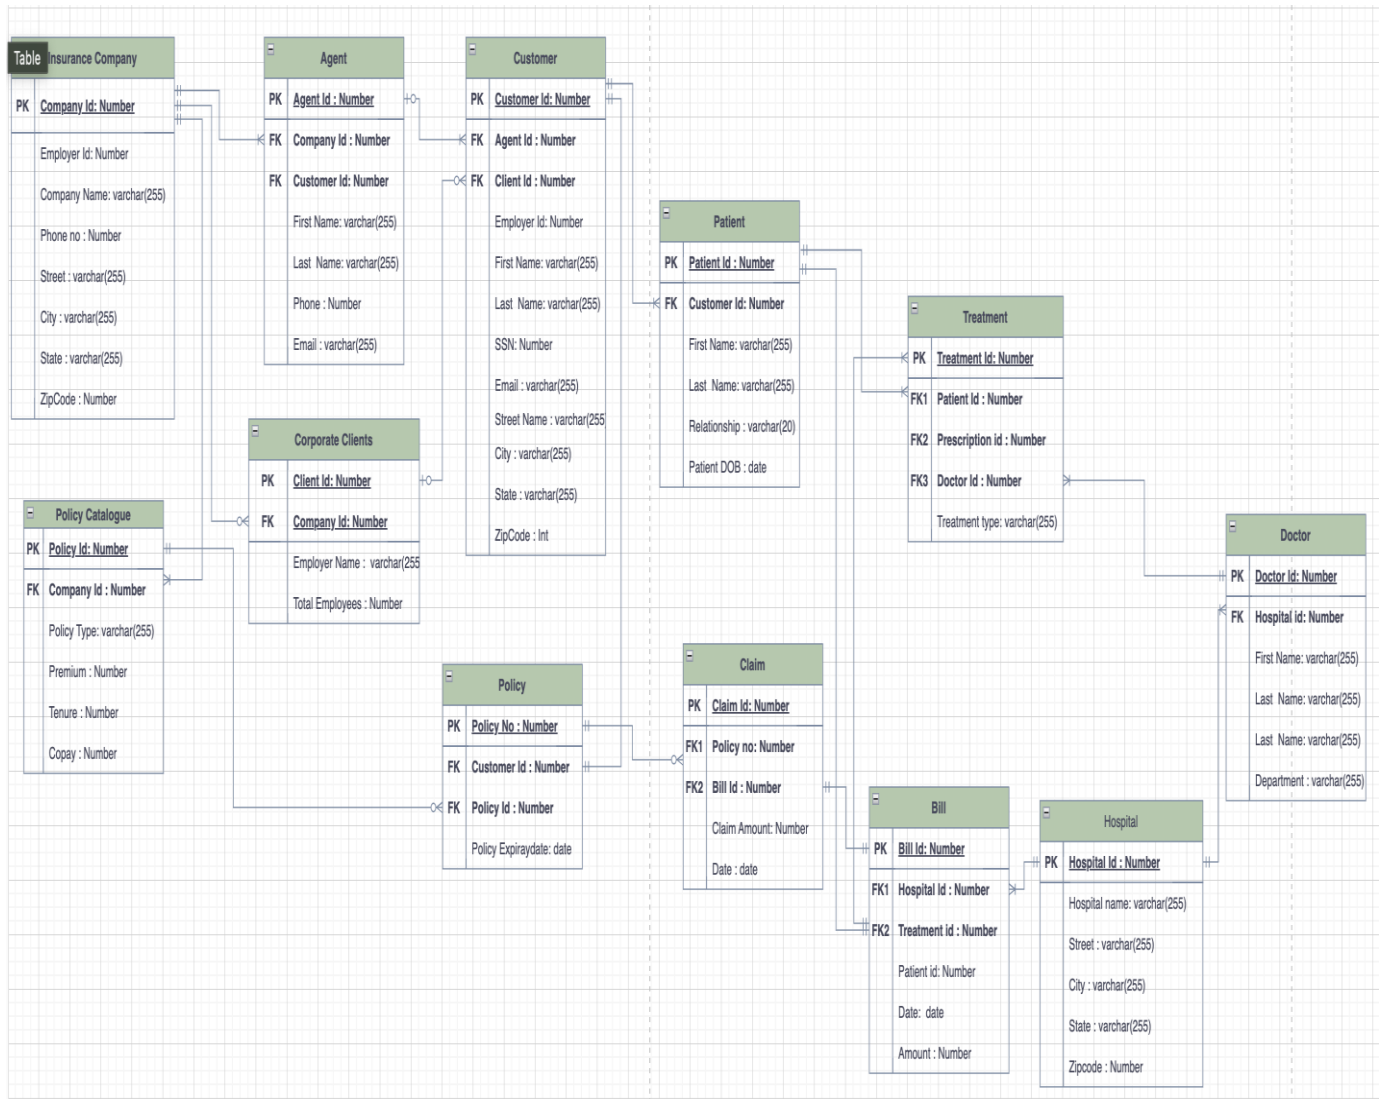 Table
Insurance Company
PK Company Id: Number
Employer Id: Number
Company Name: varchar(255)
Phone no : Number
Street : varchar(255)
City : varchar(255)
State : varchar(255)
ZipCode : Number
Agent
PK Agent Id : Number
FK Company Id : Number
FK Customer Id: Number
First Name: varchar(255)
Last Name: varchar(255)
Phone : Number
Email : varchar(255)
Customer
PK Customer Id: Number
FK Agent Id : Number
FK Client Id : Number
Employer Id: Number
First Name: varchar(255)
Last Name: varchar(255)
SSN: Number
Email : varchar(255)
Street Name : varchar(255
City : varchar(255)
State : varchar(255)
ZipCode : Int
Patient
PK Patient Id : Number
FK Customer Id: Number
First Name: varchar(255)
Last Name: varchar(255)
Relationship : varchar(20)
Patient DOB : date
Treatment
PK Treatment Id: Number
FK1 Patient Id : Number
FK2 Prescription id : Number
FK3 Doctor Id : Number
Treatment type: varchar(255)
Corporate Clients
PK Client Id: Number
FK Company Id: Number
Employer Name : varchar(255
Total Employees : Number
Policy Catalogue
PK Policy Id: Number
FK Company Id : Number
Policy Type: varchar(255)
Premium : Number
Tenure : Number
Copay : Number
Doctor
PK Doctor Id: Number
FK Hospital id: Number
First Name: varchar(255)
Last Name: varchar(255)
Last Name: varchar(255)
Department : varchar(255)
Policy
PK Policy No : Number
FK Customer Id : Number
FK Policy Id : Number
Policy Expiraydate: date
Claim
PK Claim Id: Number
FK1 Policy no: Number
FK2 Bill Id : Number
Claim Amount: Number
Date : date
Bill
PK Bill Id: Number
FK1 Hospital Id : Number
FK2 Treatment id : Number
Patient id: Number
Date: date
Amount : Number
Hospital
PK Hospital Id : Number
Hospital name: varchar(255)
Street : varchar(255)
City : varchar(255)
State : varchar(255)
Zipcode : Number